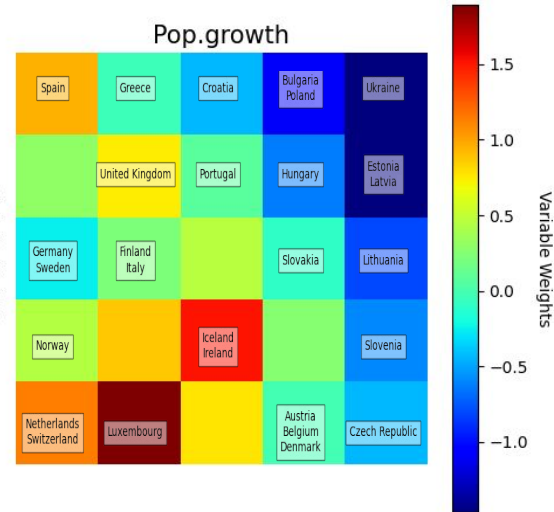 Pop.growth
Spain
Greece
Croatia
Bulgaria
Poland
Ukraine
United Kingdom
Portugal
Hungary
Estonia
Latvia
Germany
Sweden
Finland
Italy
Slovakia
Lithuania
Norway
Iceland
Ireland
Slovenia
Netherlands
Switzerland
Luxembourg
Austria
Belgium
Denmark
Czech Republic
1.5
1.0
0.5
0.0
−0.5
−1.0
Variable Weights